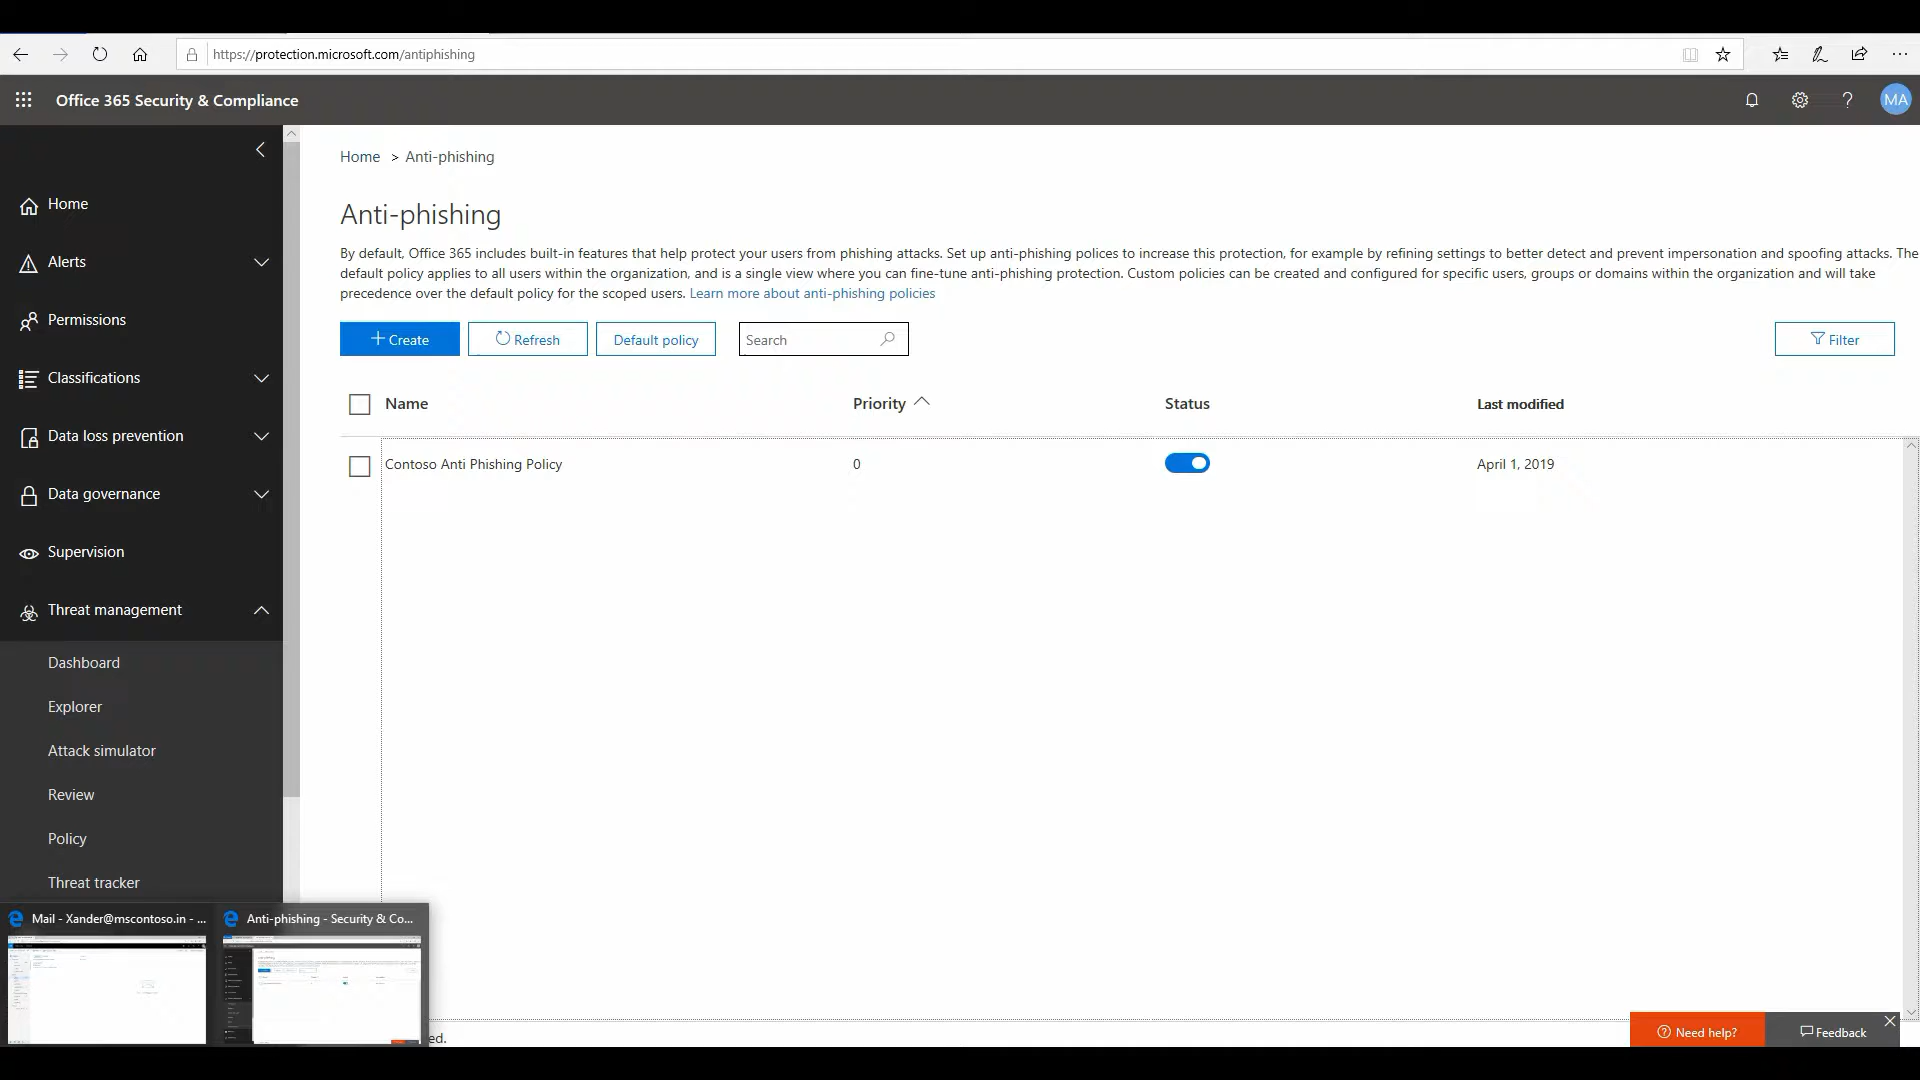 https://protection.microsoft.com/antiphishing
Office 365 Security & Compliance
MA
Home
Alerts
Permissions
Classifications
Data loss prevention
Data governance
Supervision
Threat management
Dashboard
Explorer
Attack simulator
Review
Policy
Threat tracker
Home > Anti-phishing
Anti-phishing
By default, Office 365 includes built-in features that help protect your users from phishing attacks. Set up anti-phishing polices to increase this protection, for example by refining settings to better detect and prevent impersonation and spoofing attacks. The
default policy applies to all users within the organization, and is a single view where you can fine-tune anti-phishing protection. Custom policies can be created and configured for specific users, groups or domains within the organization and will take
precedence over the default policy for the scoped users. Learn more about anti-phishing policies
Create Refresh Default policy Search Filter
Name Priority Status Last modified
Contoso Anti Phishing Policy 0 April 1, 2019
Mail - Xander@mscontoso.in - ... Anti-phishing - Security & Co...
ed.
Need help? Feedback